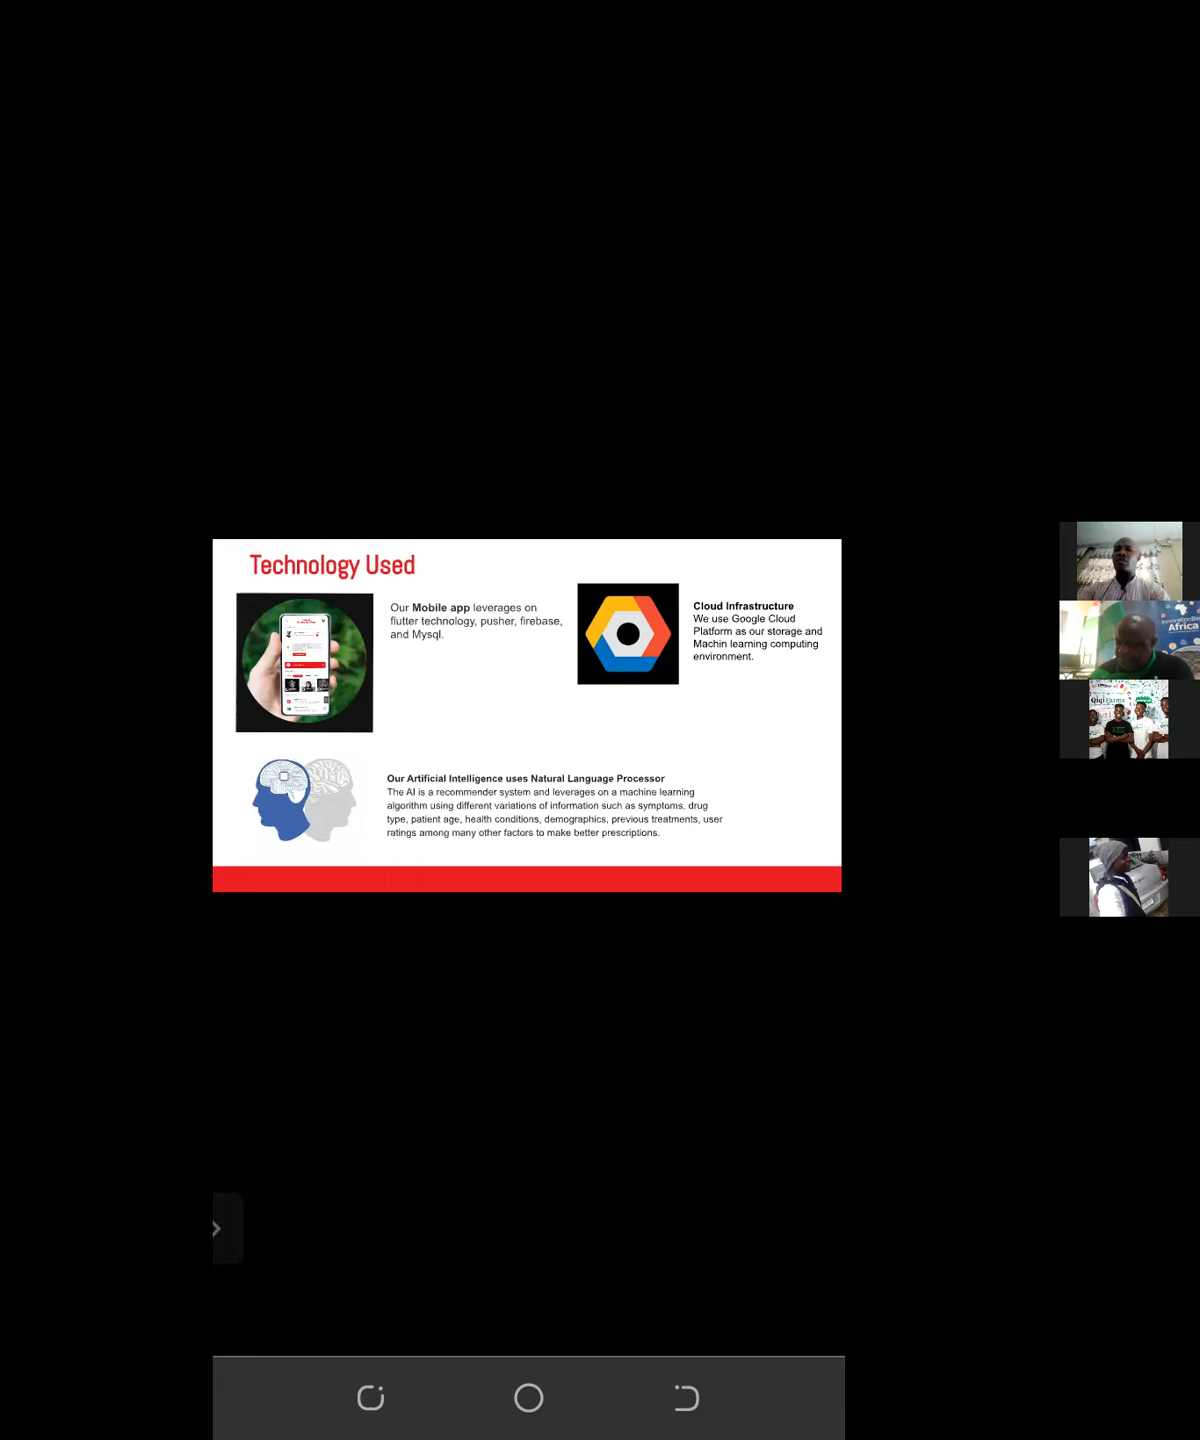 Technology Used
Our Mobile app leverages on
flutter technology, pusher, firebase,
and Mysql.
Cloud Infrastructure
We use Google Cloud
Platform as our storage and
Machin learning computing
environment.
Our Artificial Intelligence uses Natural Language Processor
The AI is a recommender system and leverages on a machine learning
algorithm using different variations of information such as symptoms, drug
type, patient age, health conditions, demographics, previous treatments, user
ratings among many other factors to make better prescriptions.
Africa
Qigi Farms